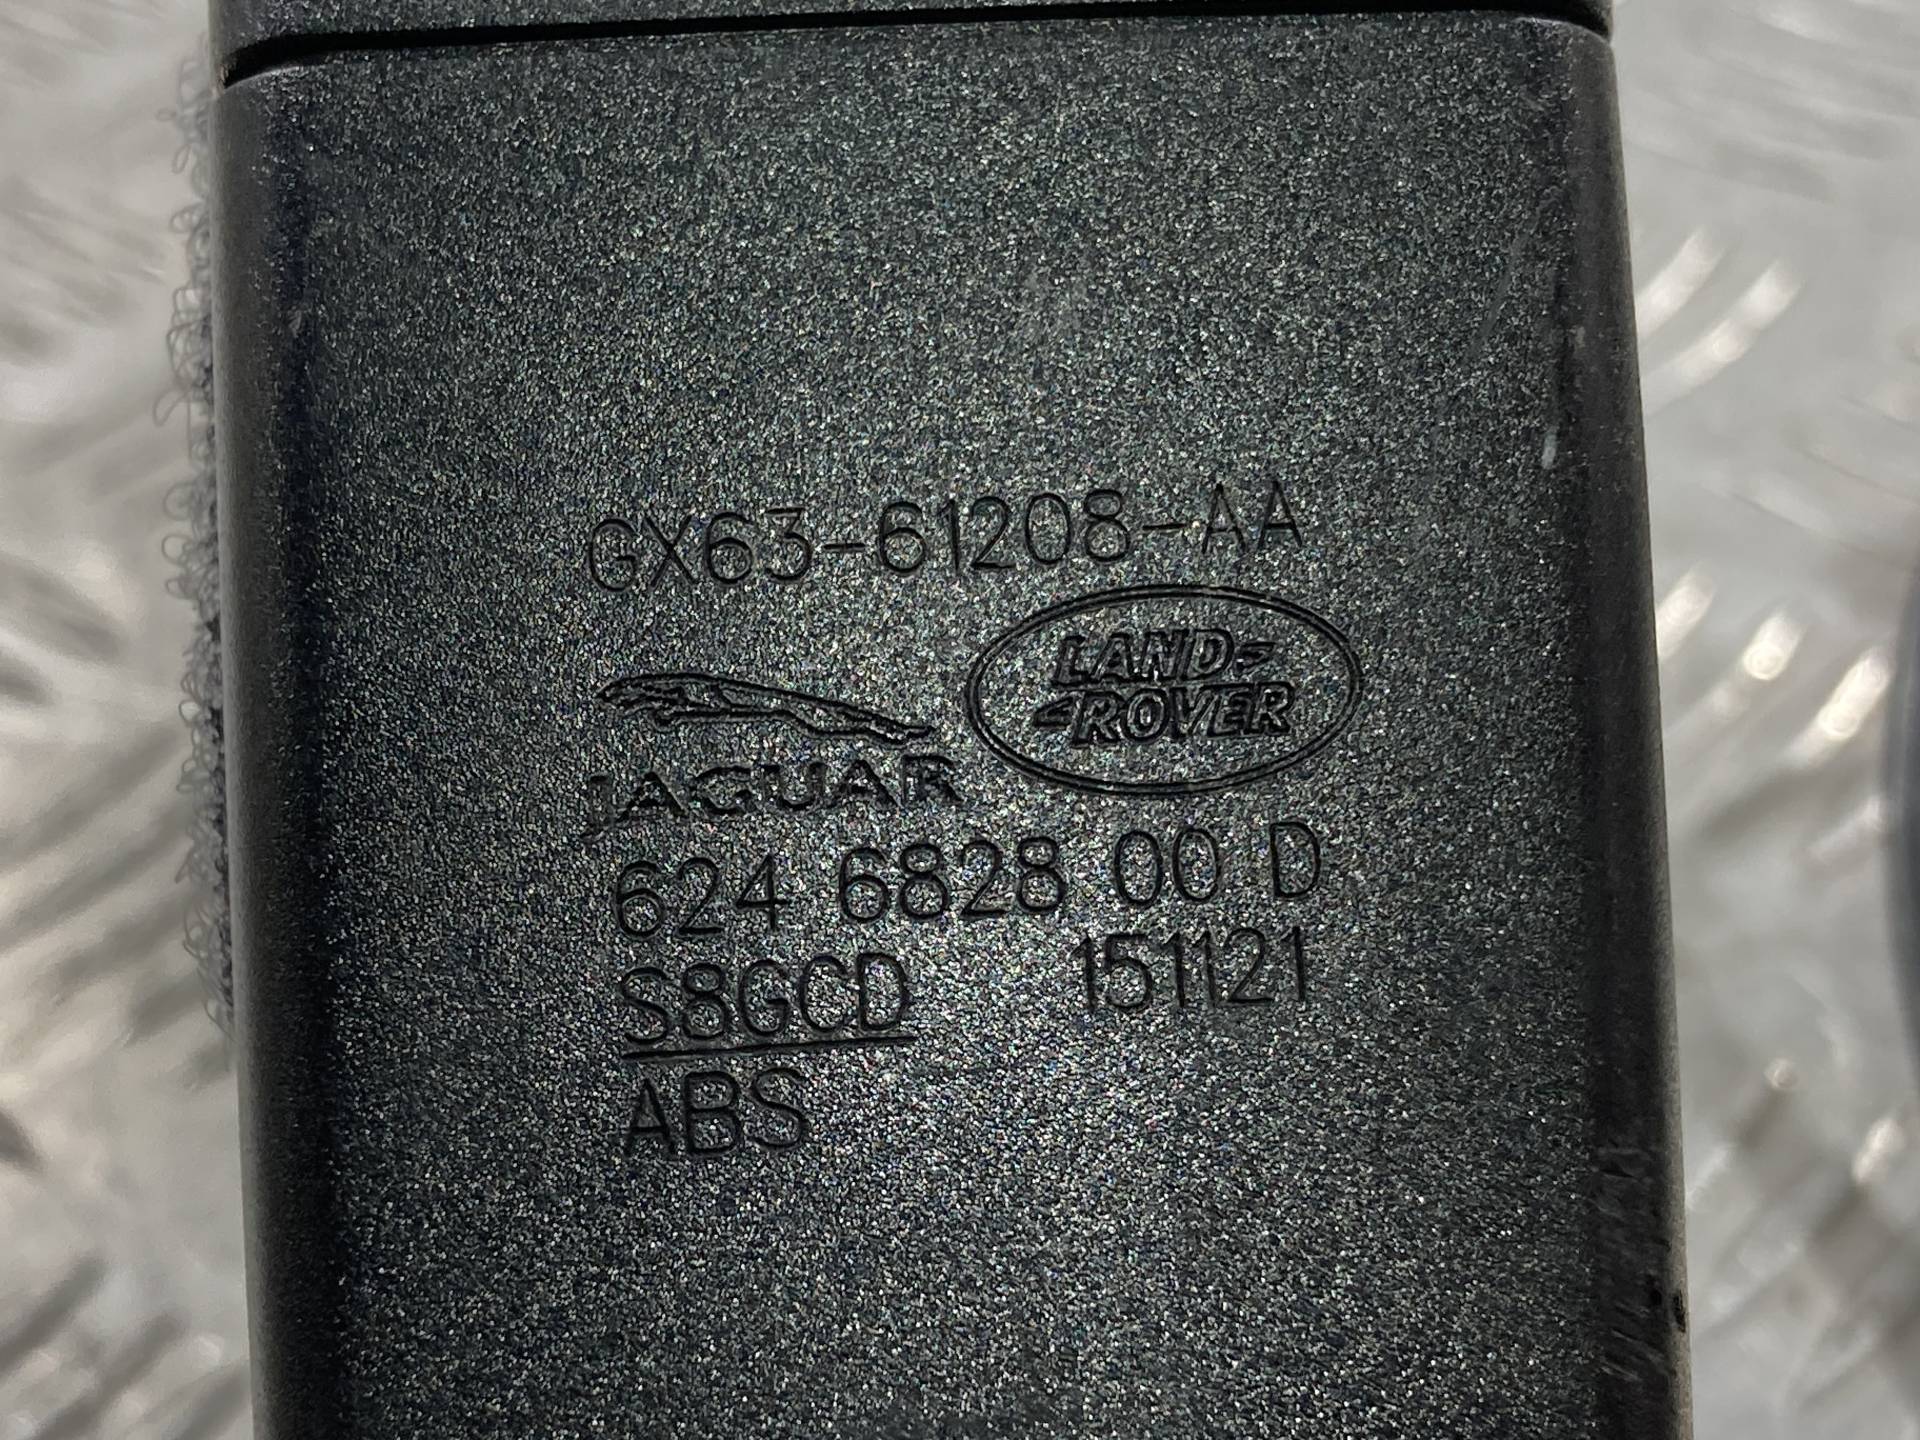 GX63-61208-AA
LAND
ROVER
JAGUAR
624 6828 00 D
S8GCD 151121
ABS